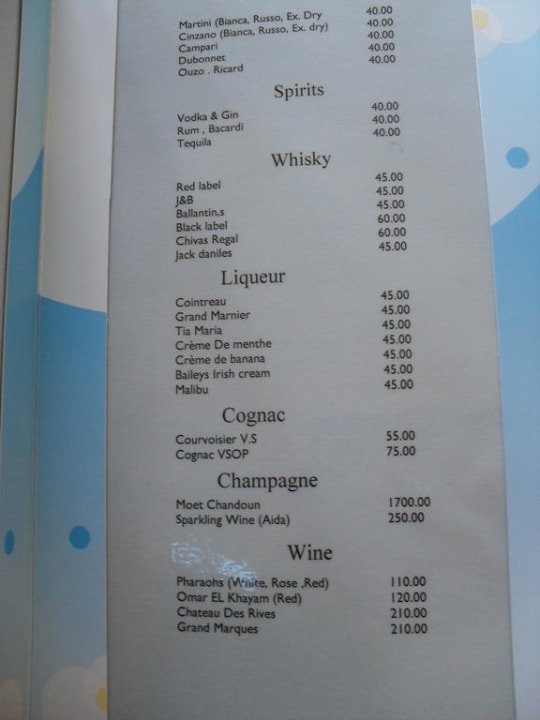 Martini (Bianca, Russo, Ex. Dry 40.00
Cinzano (Bianca, Russo, Ex. dry) 40.00
Campari 40.00
Dubonnet 40.00
Ouzo . Ricard 40.00
Spirits
Vodka & Gin 40.00
Rum , Bacardi 40.00
Tequila 40.00
Whisky
Red label 45.00
J&B 45.00
Ballantin,s 45.00
Black label 60.00
Chivas Regal 60.00
Jack daniles 45.00
Liqueur
Cointreau 45.00
Grand Marnier 45.00
Tia Maria 45.00
Crème De menthe 45.00
Crème de banana 45.00
Baileys Irish cream 45.00
Malibu 45.00
Cognac
Courvoisier V.S 55.00
Cognac VSOP 75.00
Champagne
Moet Chandoun 1700.00
Sparkling Wine (Aida) 250.00
Wine
Pharaohs (White, Rose ,Red) 110.00
Omar EL Khayam (Red) 120.00
Chateau Des Rives 210.00
Grand Marques 210.00